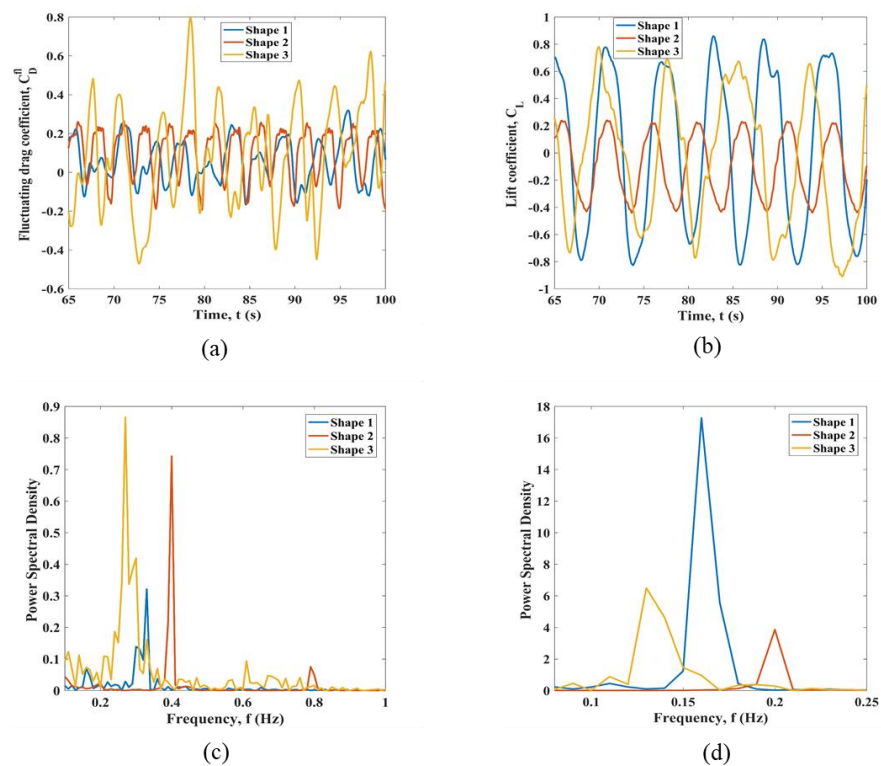 0.8
0.6
0.4
0.2
0
-0.2
-0.4
-0.6
65 70 75 80 85 90 95 100
Fluctuating drag coefficient, C_D^fl
Time, t (s)
Shape 1
Shape 2
Shape 3
(a)
1
0.8
0.6
0.4
0.2
0
-0.2
-0.4
-0.6
-0.8
-1
65 70 75 80 85 90 95 100
Lift coefficient, C_L
Time, t (s)
Shape 1
Shape 2
Shape 3
(b)
0.9
0.8
0.7
0.6
0.5
0.4
0.3
0.2
0.1
0
0.2 0.4 0.6 0.8 1
Power Spectral Density
Frequency, f (Hz)
Shape 1
Shape 2
Shape 3
(c)
18
16
14
12
10
8
6
4
2
0
0.1 0.15 0.2 0.25
Power Spectral Density
Frequency, f (Hz)
Shape 1
Shape 2
Shape 3
(d)